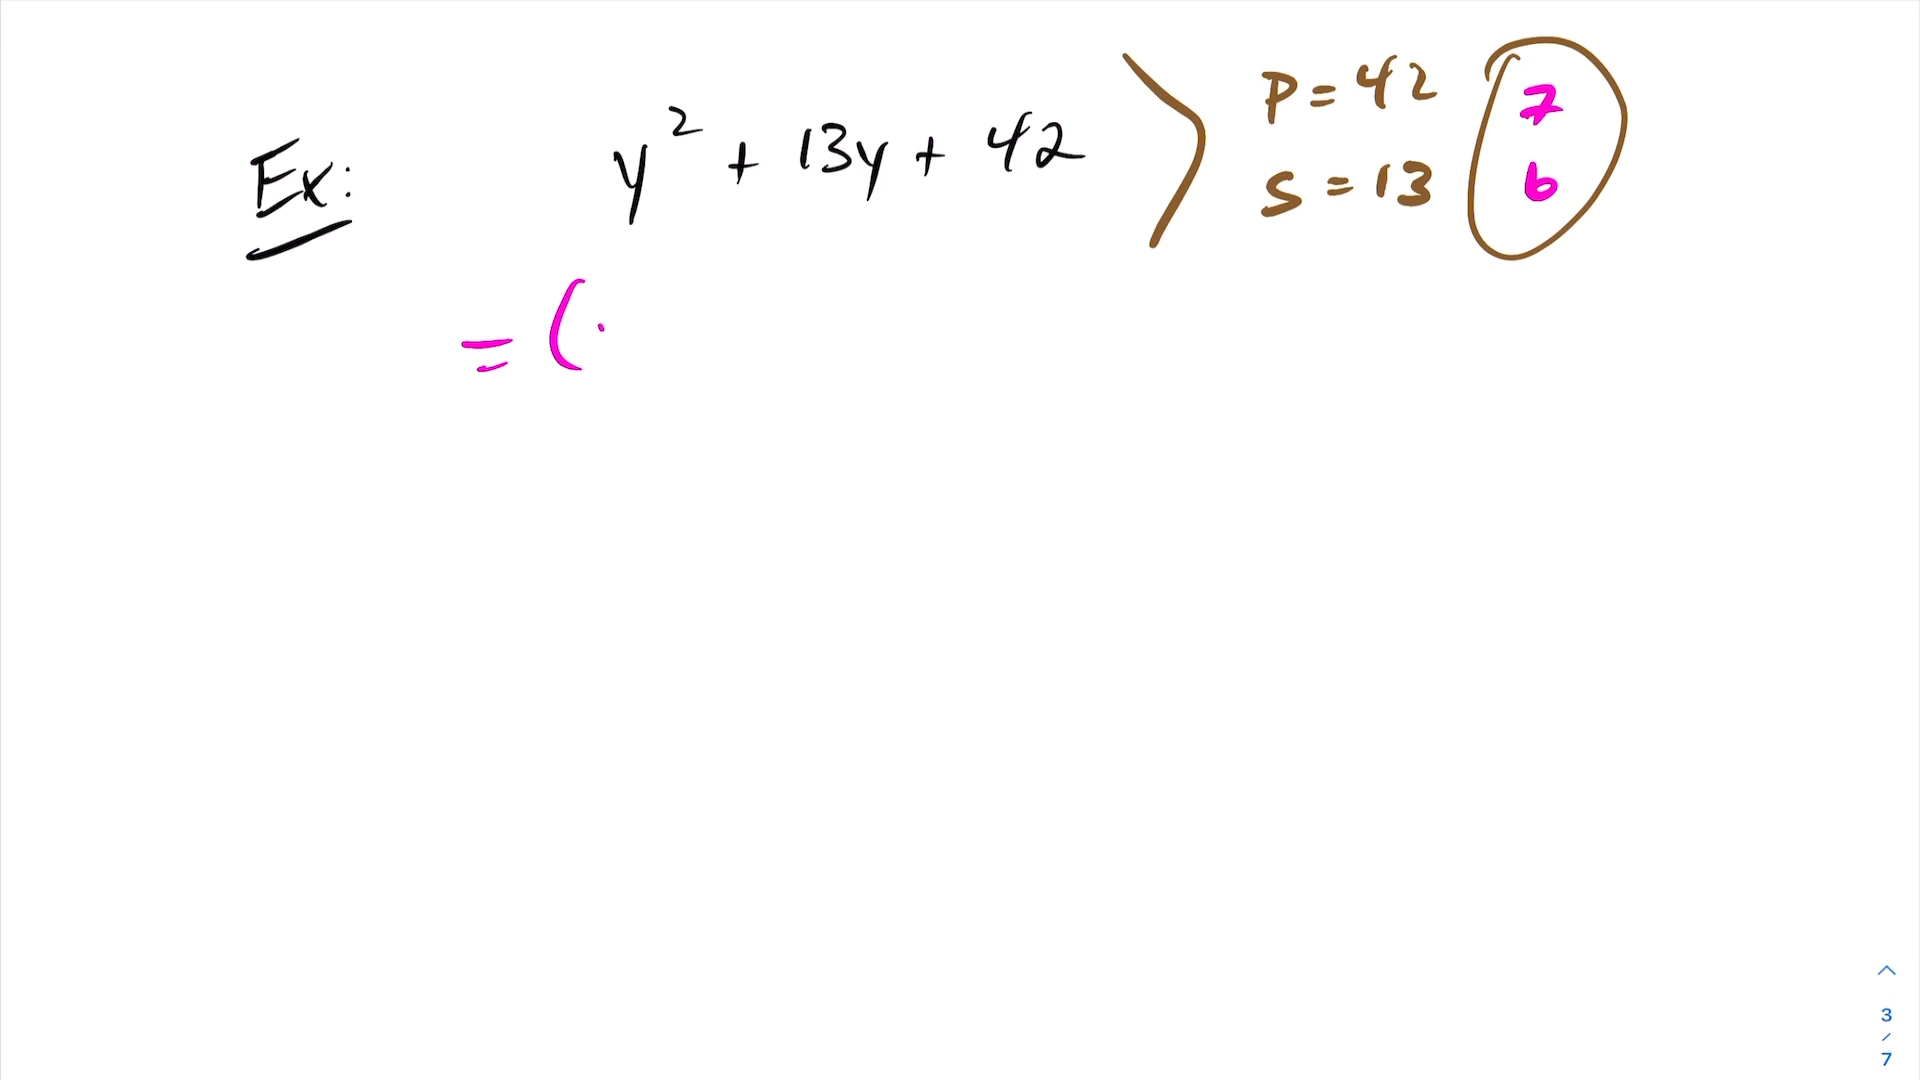 Ex: y² + 13y + 42
P = 42 7
S = 13 6
= (
3
/
7